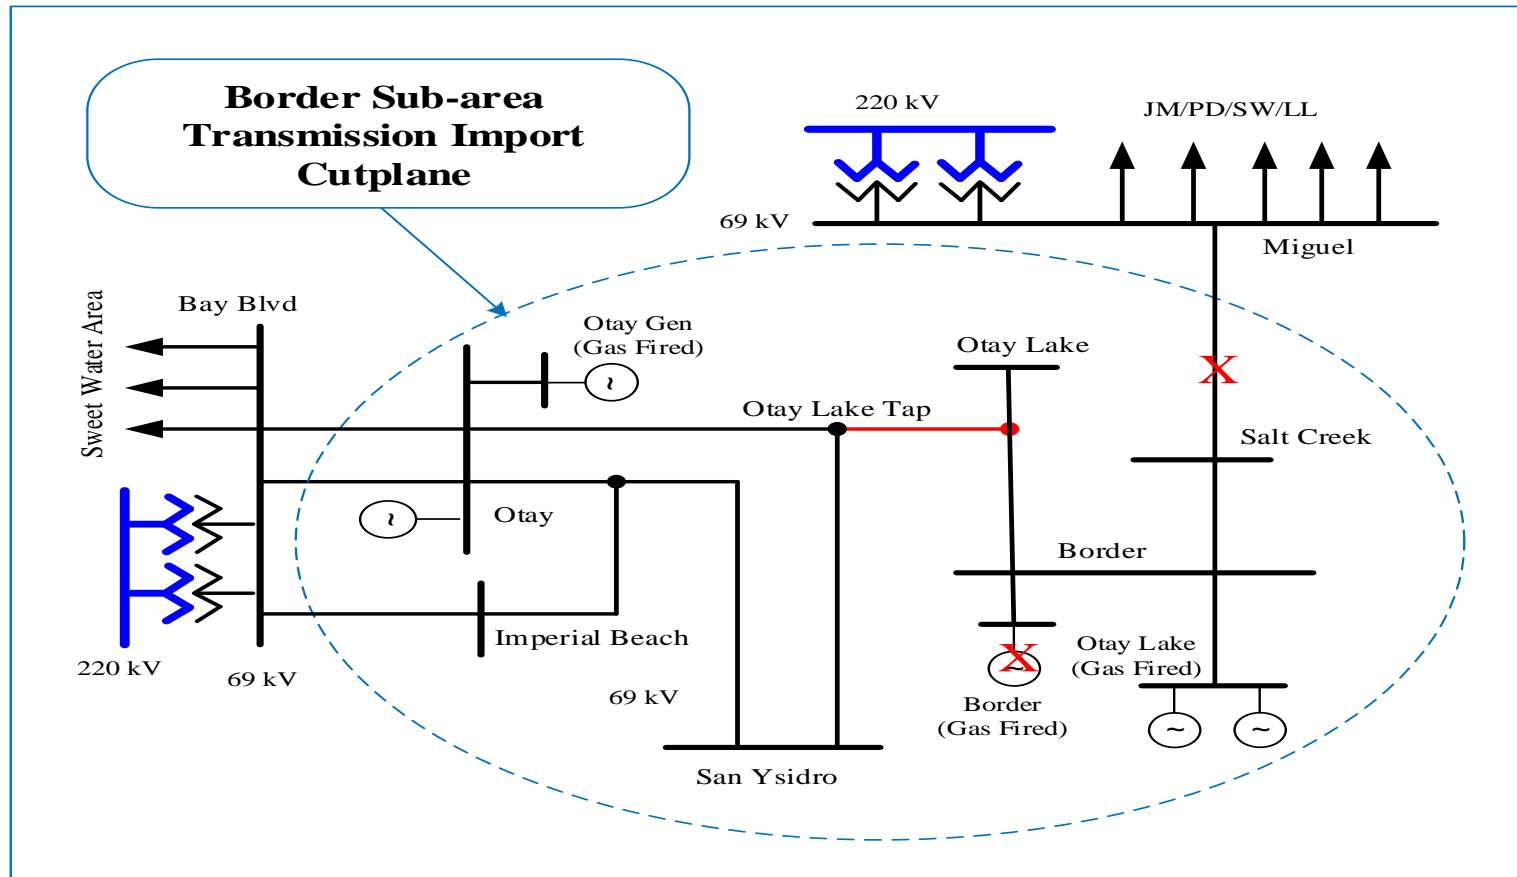 Border Sub-area
Transmission Import
Cutplane
220 kV
JM/PD/SW/LL
69 kV
Miguel
Sweet Water Area
Bay Blvd
Otay Gen
(Gas Fired)
~
Otay Lake
X
Otay Lake Tap
Salt Creek
~
Otay
Border
Imperial Beach
220 kV
69 kV
69 kV
X
~
Otay Lake
(Gas Fired)
Border
(Gas Fired)
~
~
San Ysidro